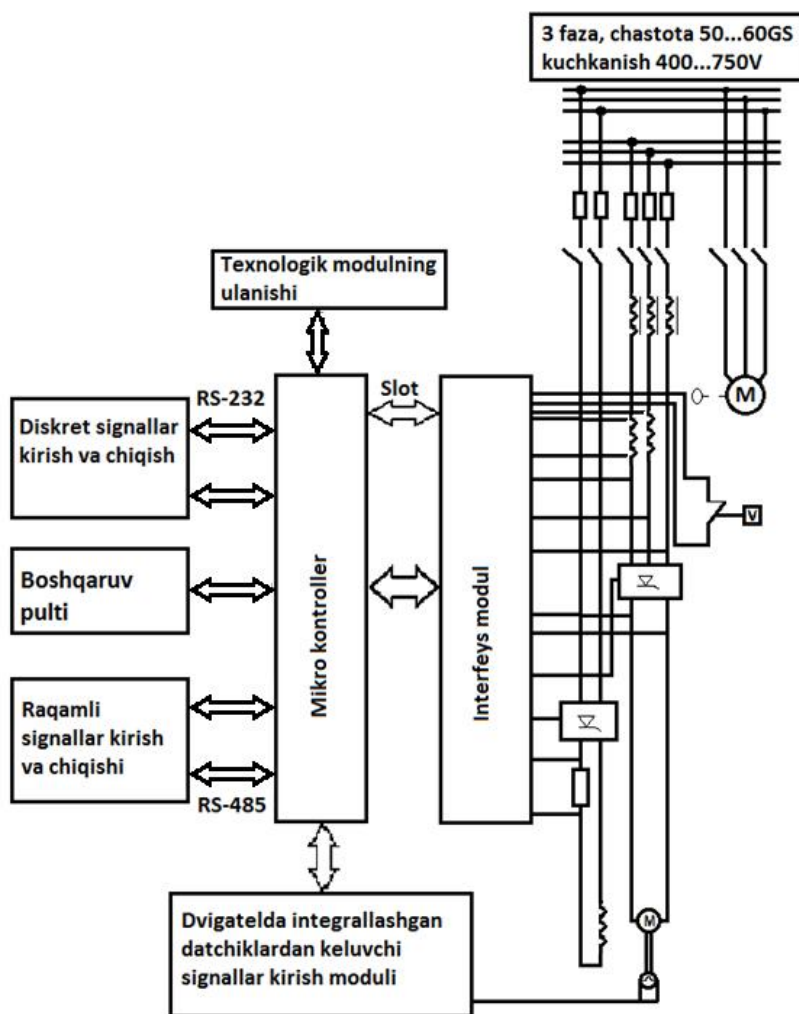 3 faza, chastota 50...60GS
kuchkanish 400...750V
Texnologik modulning
ulanishi
RS-232
Slot
Diskret signallar
kirish va chiqish
Boshqaruv
pulti
Mikro kontroller
Interfeys modul
Raqamli
signallar kirish
va chiqishi
RS-485
Dvigatelda integrallashgan
datchiklardan keluvchi
signallar kirish moduli
M
V
M